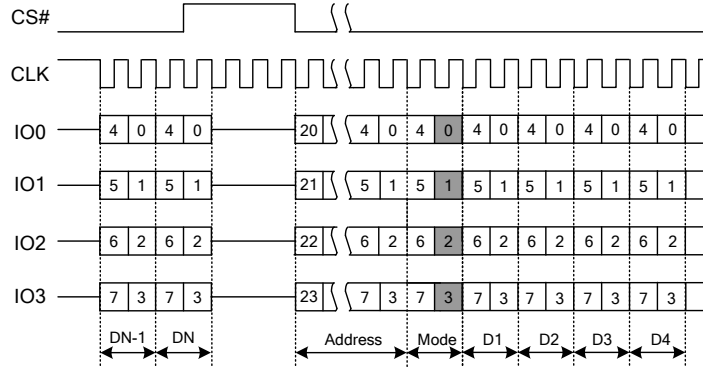 CS#
CLK
IO0 4 0 4 0 20 4 0 4 0 4 0 4 0 4 0 4 0
IO1 5 1 5 1 21 5 1 5 1 5 1 5 1 5 1 5 1
IO2 6 2 6 2 22 6 2 6 2 6 2 6 2 6 2 6 2
IO3 7 3 7 3 23 7 3 7 3 7 3 7 3 7 3 7 3
DN-1 DN Address Mode D1 D2 D3 D4